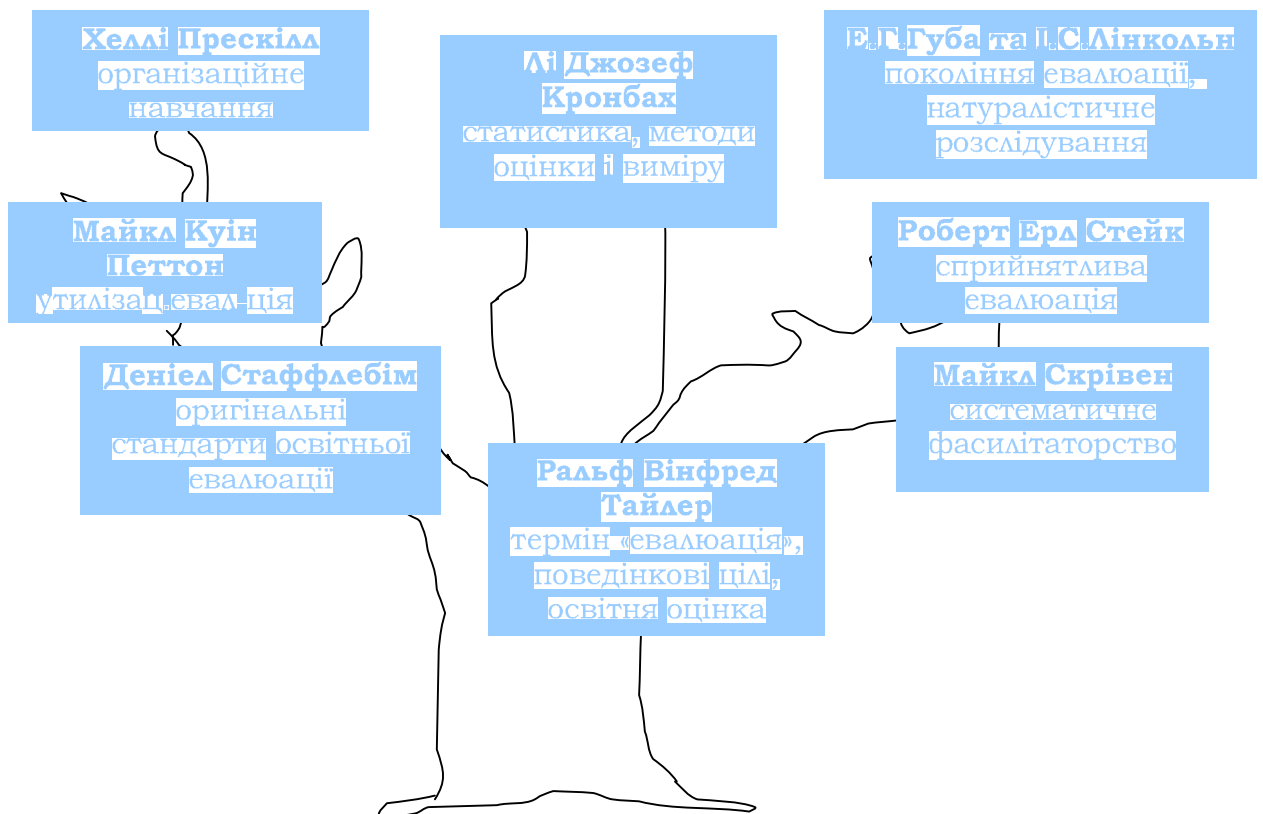 Хеллі Прескілл
організаційне
навчання
Лі Джозеф
Кронбах
статистика, методи
оцінки і виміру
Е.Г.Губа та І.С.Лінкольн
покоління евалюації,
натуралістичне
розслідування
Майкл Куін
Петтон
утилізац.евал-ція
Роберт Ерл Стейк
сприйнятлива
евалюація
Деніел Стаффлебім
оригінальні
стандарти освітньої
евалюації
Майкл Скрівен
систематичне
фасилітаторство
Ральф Вінфред
Тайлер
термін «евалюація»,
поведінкові цілі,
освітня оцінка